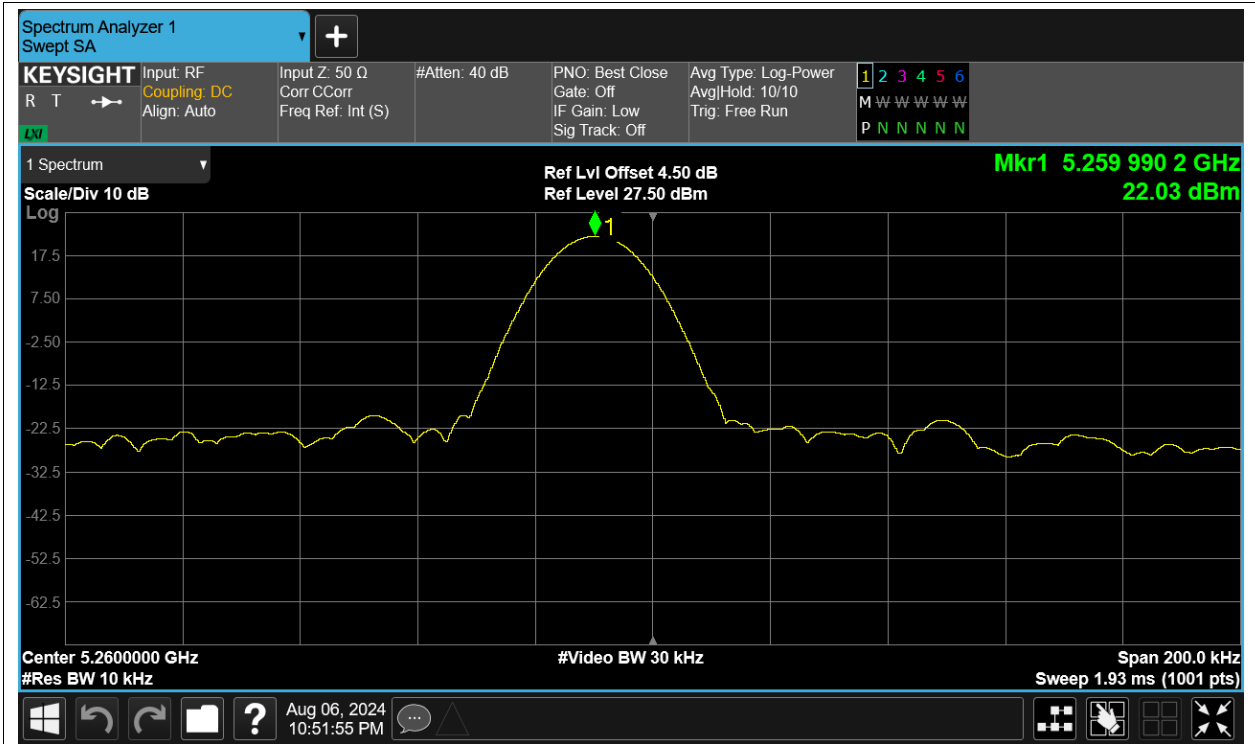 Spectrum Analyzer 1
Swept SA
+
KEYSIGHT
R T
LXI
Input: RF
Coupling: DC
Align: Auto
Input Z: 50 Ω
Corr CCorr
Freq Ref: Int (S)
#Atten: 40 dB
PNO: Best Close
Gate: Off
IF Gain: Low
Sig Track: Off
Avg Type: Log-Power
Avg|Hold: 10/10
Trig: Free Run
1 2 3 4 5 6
M W W W W W
P N N N N N
1 Spectrum
Scale/Div 10 dB
Ref Lvl Offset 4.50 dB
Ref Level 27.50 dBm
Mkr1 5.259 990 2 GHz
22.03 dBm
Log
1
17.5
7.50
-2.50
-12.5
-22.5
-32.5
-42.5
-52.5
-62.5
Center 5.2600000 GHz
#Res BW 10 kHz
#Video BW 30 kHz
Span 200.0 kHz
Sweep 1.93 ms (1001 pts)
?
Aug 06, 2024
10:51:55 PM